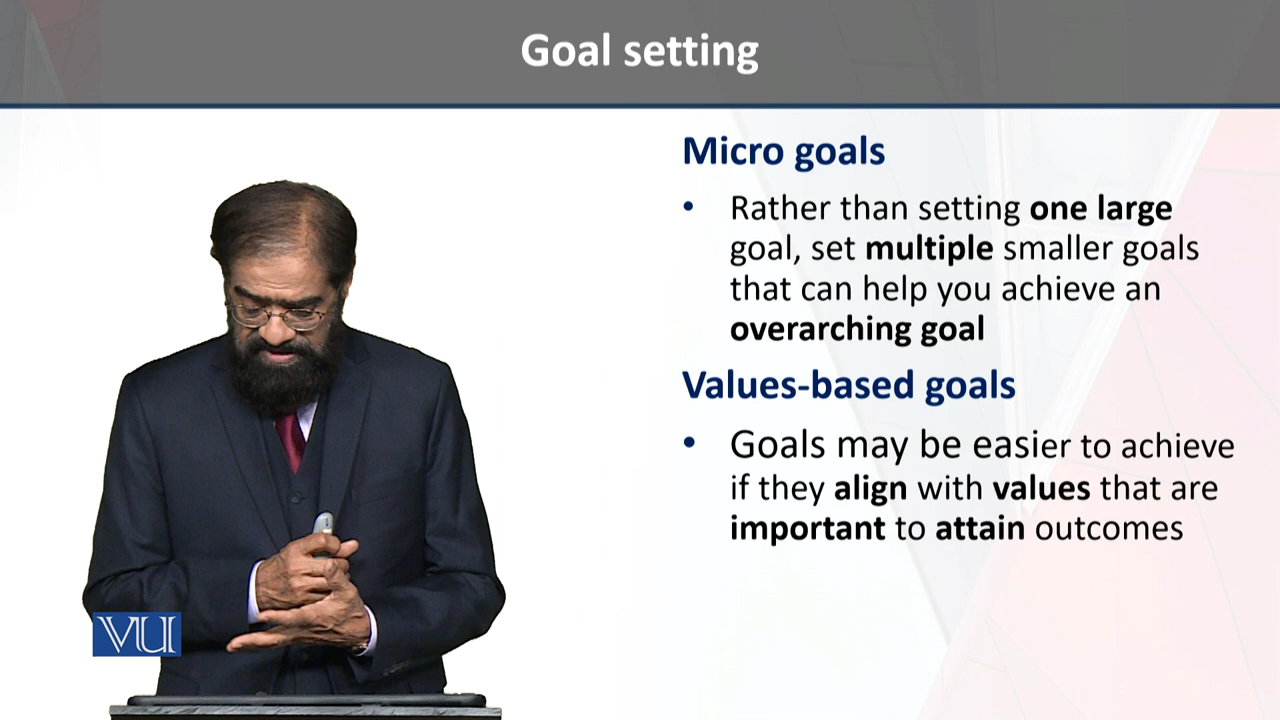 Goal setting
Micro goals
• Rather than setting one large
goal, set multiple smaller goals
that can help you achieve an
overarching goal
Values-based goals
• Goals may be easier to achieve
if they align with values that are
important to attain outcomes
VU